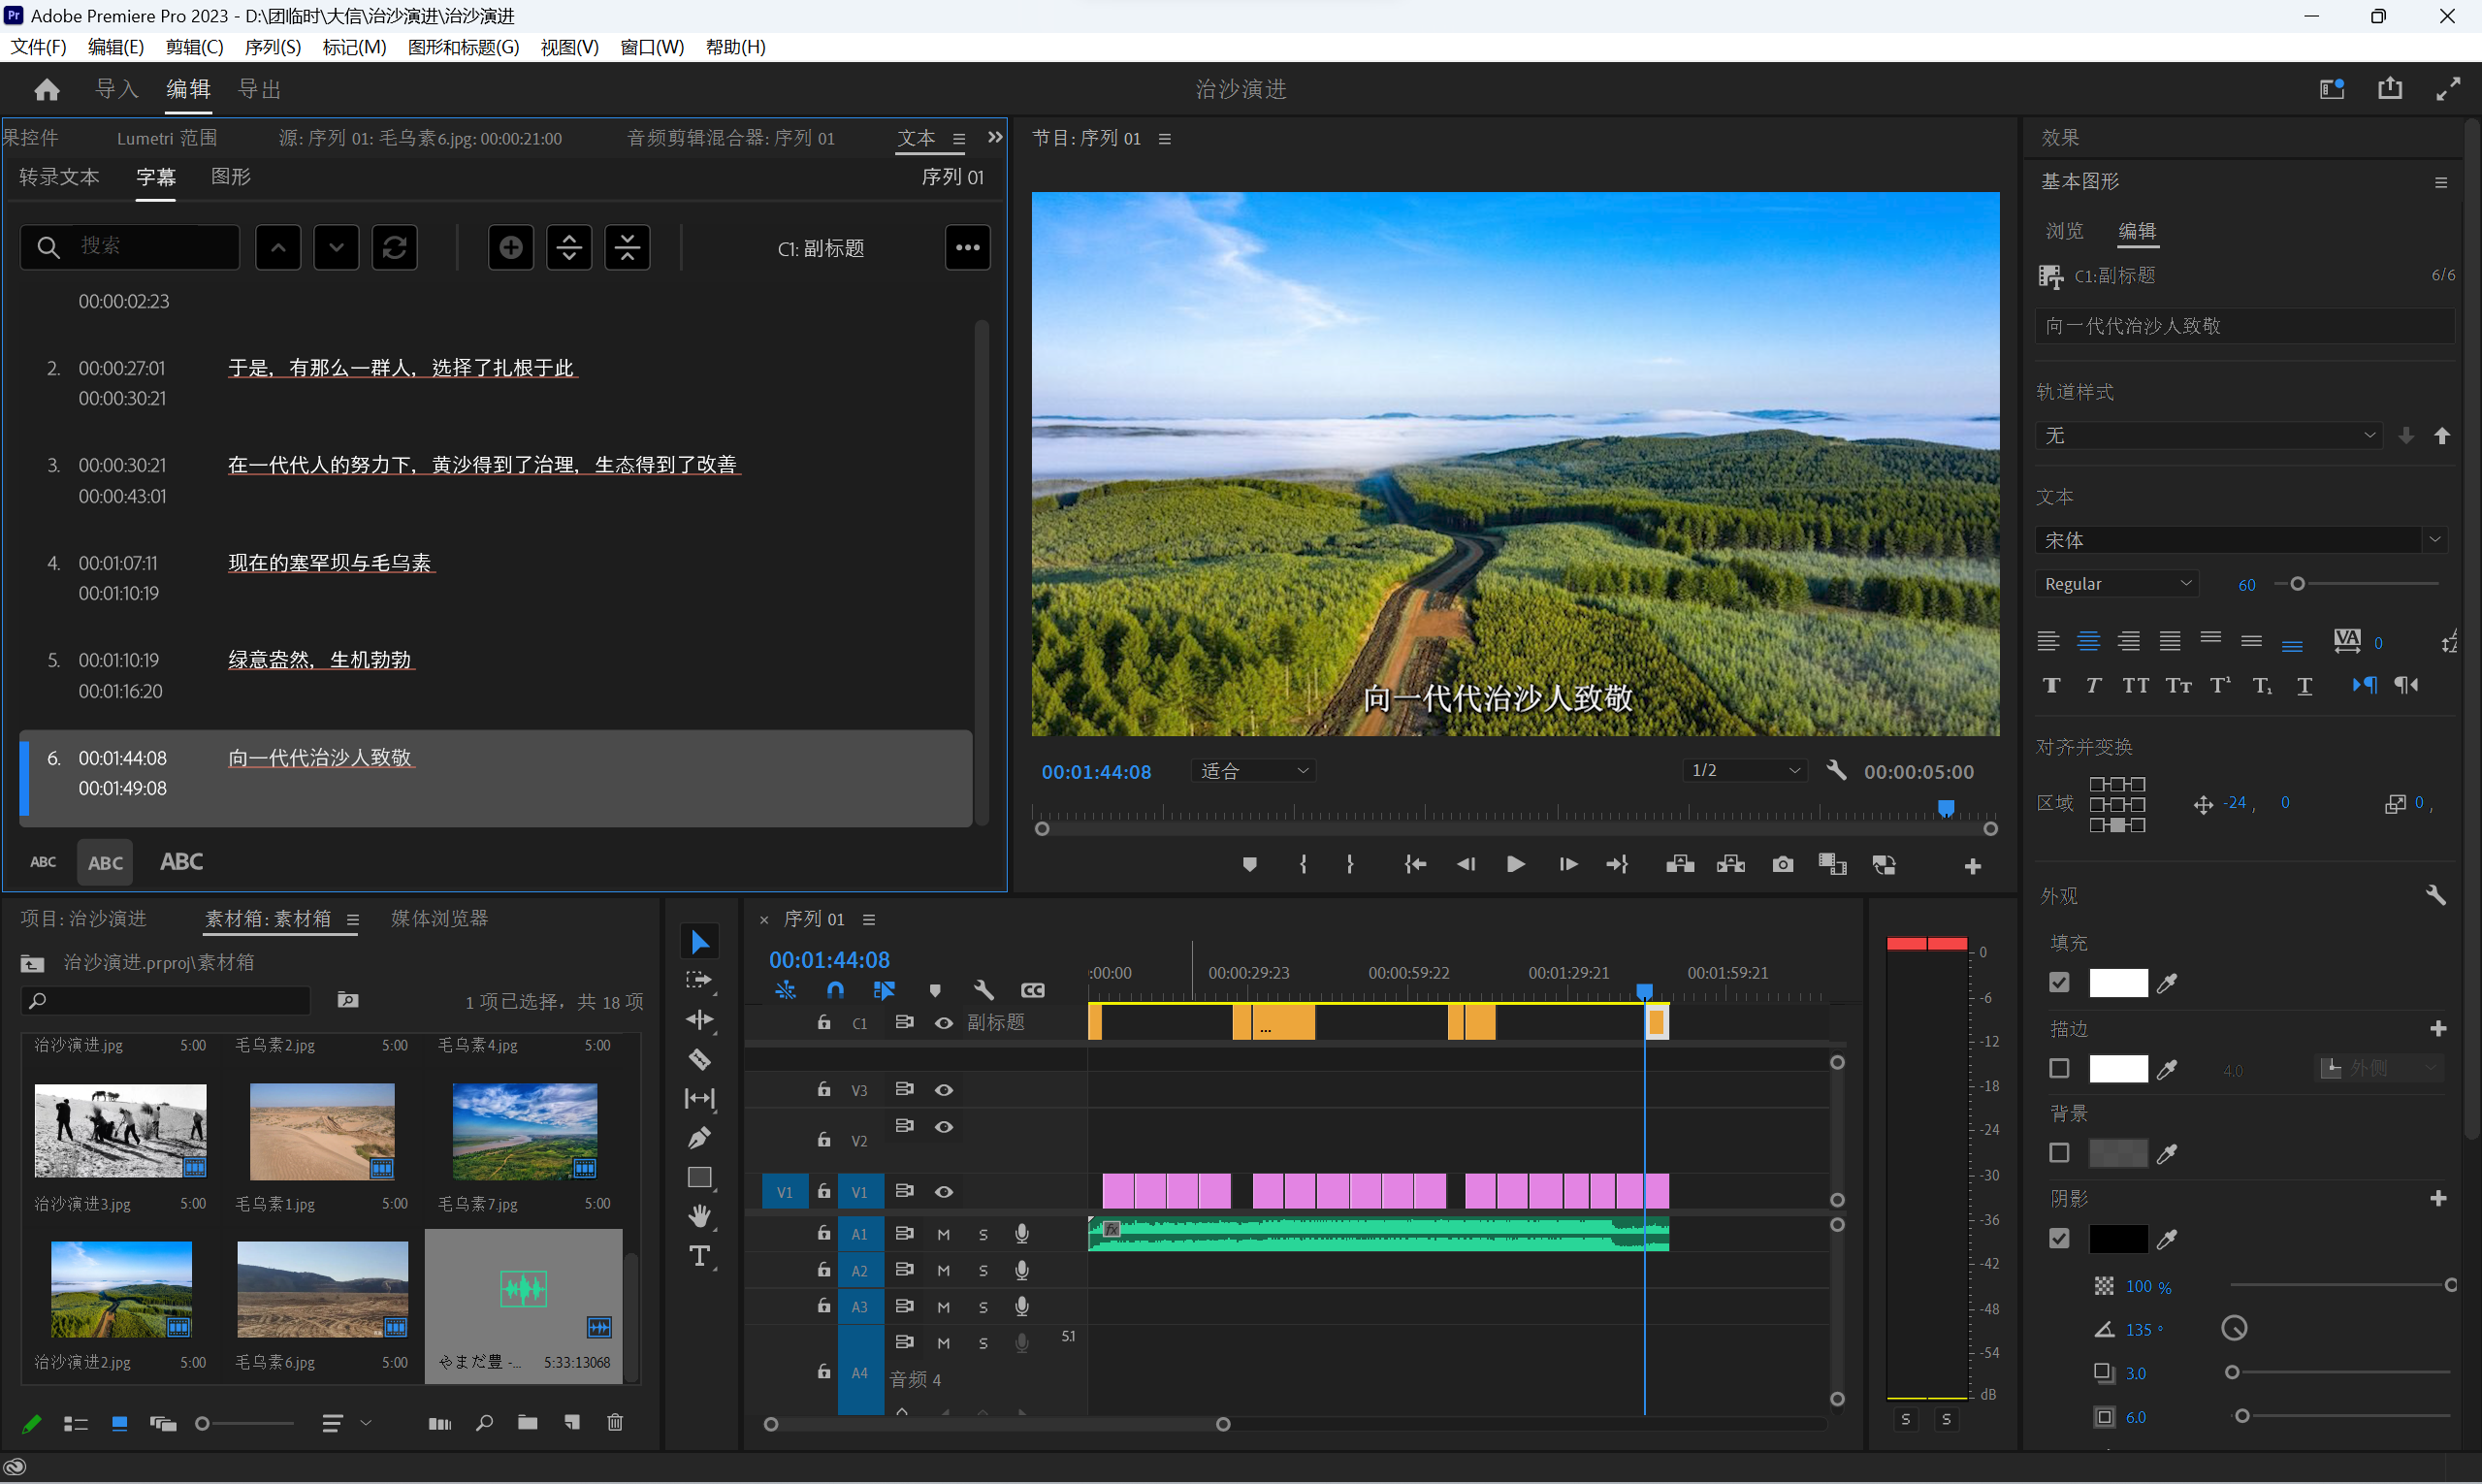 Adobe Premiere Pro 2023 - D:\团临时\大信\治沙演进\治沙演进
文件(F) 编辑(E) 剪辑(C) 序列(S) 标记(M) 图形和标题(G) 视图(V) 窗口(W) 帮助(H)
导入 编辑 导出
治沙演进
果控件 Lumetri 范围 源: 序列 01: 毛乌素6.jpg: 00:00:21:00 音频剪辑混合器: 序列 01 文本
转录文本 字幕 图形 序列 01
搜索
C1: 副标题
00:00:02:23
2. 00:00:27:01 于是，有那么一群人，选择了扎根于此
00:00:30:21
3. 00:00:30:21 在一代代人的努力下，黄沙得到了治理，生态得到了改善
00:00:43:01
4. 00:01:07:11 现在的塞罕坝与毛乌素
00:01:10:19
5. 00:01:10:19 绿意盎然，生机勃勃
00:01:16:20
6. 00:01:44:08 向一代代治沙人致敬
00:01:49:08
ABC ABC ABC
节目: 序列 01
向一代代治沙人致敬
00:01:44:08 适合 1/2 00:00:05:00
效果
基本图形
浏览 编辑
C1:副标题 6/6
向一代代治沙人致敬
轨道样式
无
文本
宋体
Regular 60
VA 0
T T TT Tт T¹ T₁ T
对齐并变换
区域 -24 , 0 0 ,
外观
填充
描边
4.0 外侧
背景
阴影
100 %
135 °
3.0
6.0
项目: 治沙演进 素材箱: 素材箱 媒体浏览器
治沙演进.prproj\素材箱
1 项已选择，共 18 项
治沙演进.jpg 5:00 毛乌素2.jpg 5:00 毛乌素4.jpg 5:00
治沙演进3.jpg 5:00 毛乌素1.jpg 5:00 毛乌素7.jpg 5:00
治沙演进2.jpg 5:00 毛乌素6.jpg 5:00 やまだ豊 -... 5:33:13068
× 序列 01
00:01:44:08
:00:00 00:00:29:23 00:00:59:22 00:01:29:21 00:01:59:21
CC
C1 副标题
...
V3
V2
V1 V1
fx
A1 M S
A2 M S
A3 M S
M S 5.1
A4
音频 4
0
-6
-12
-18
-24
-30
-36
-42
-48
-54
dB
S S